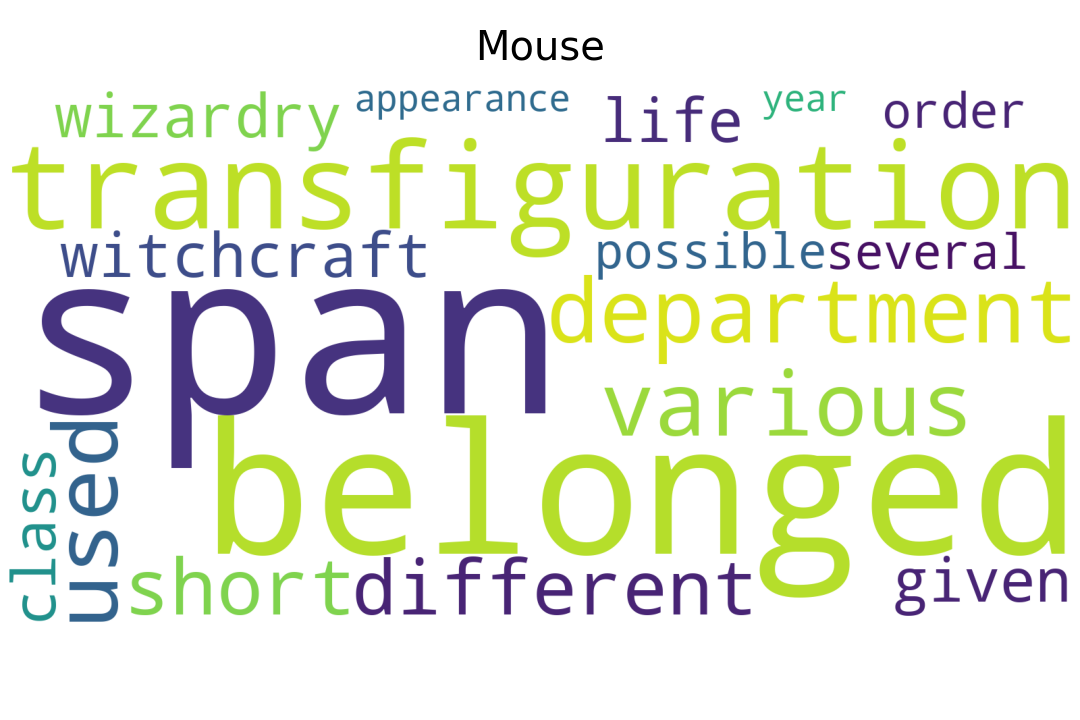 Mouse
wizardry appearance life year order
transfiguration
witchcraft possible several
span department
various
belonged
class used
short different given